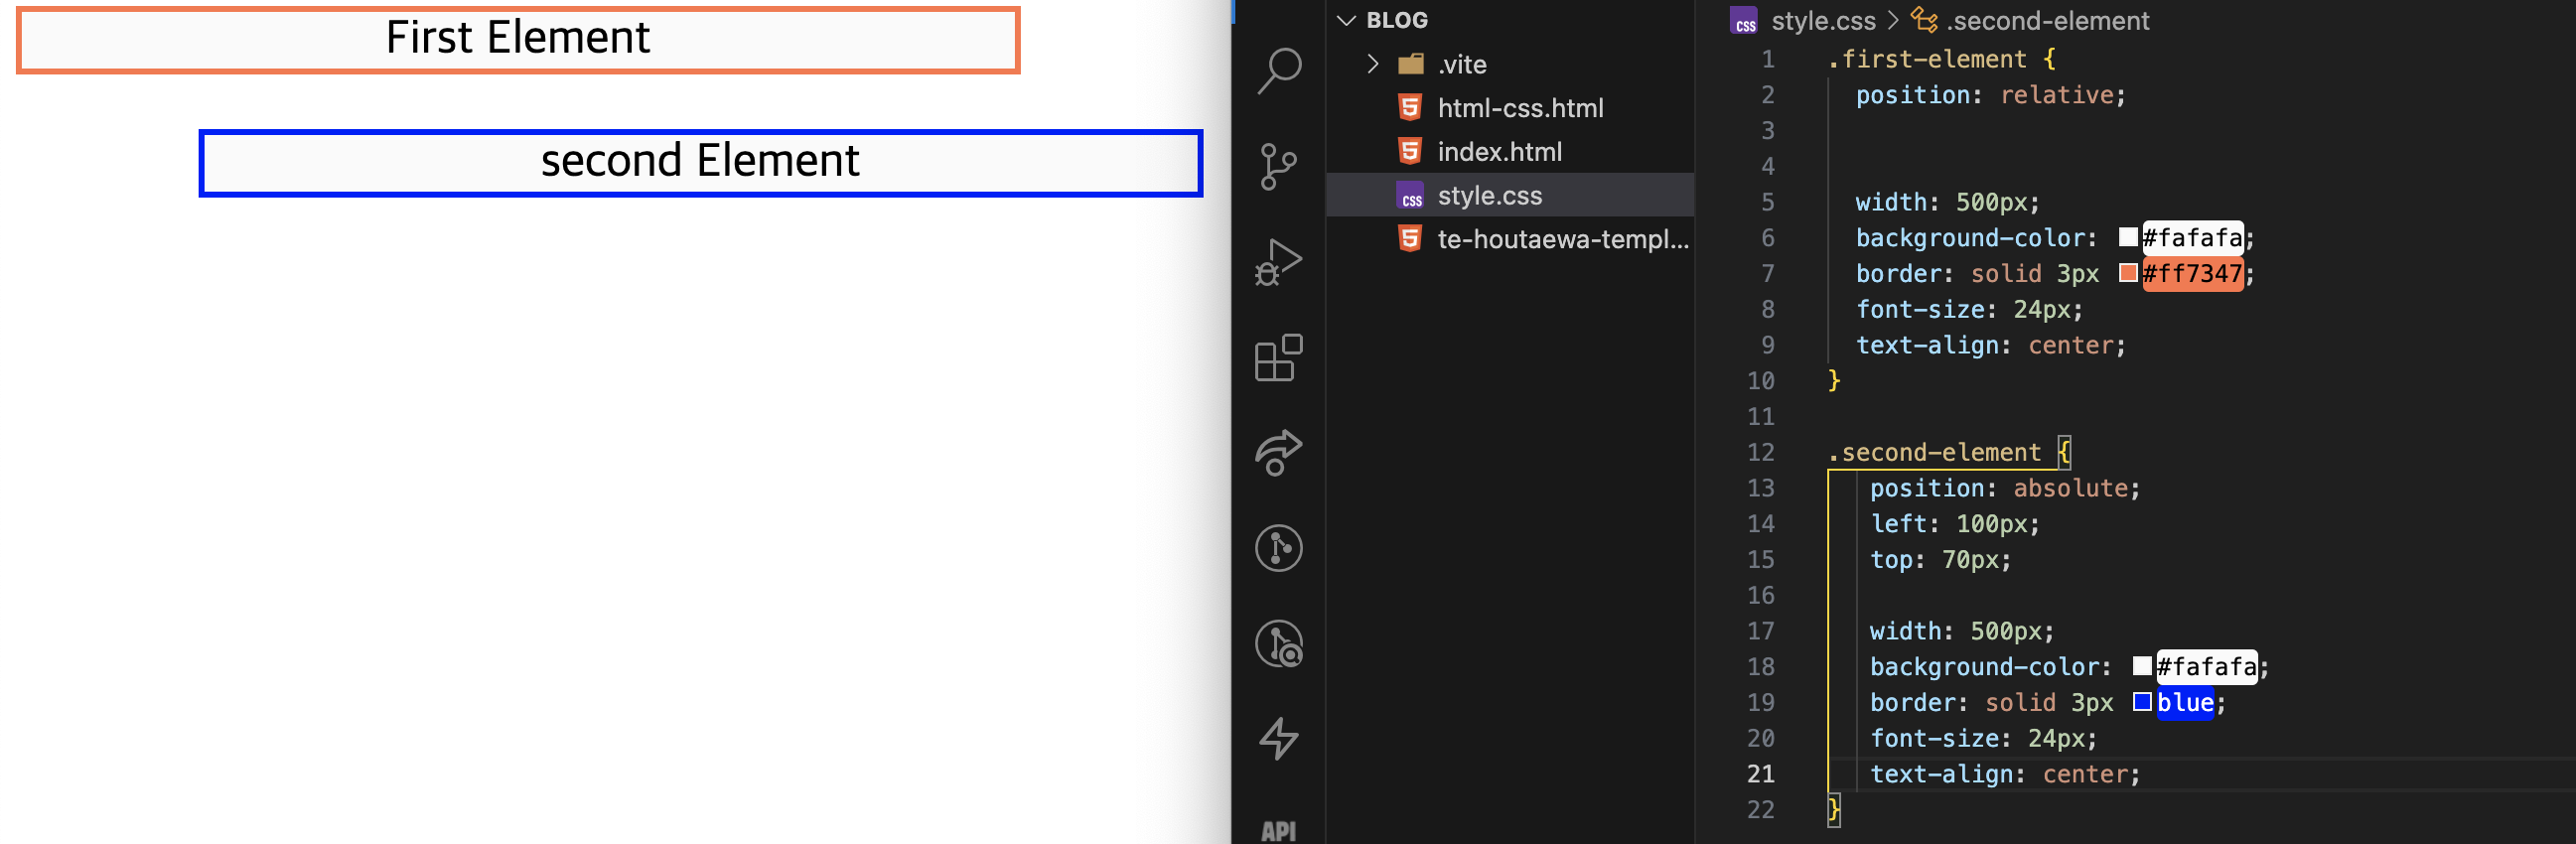 First Element
second Element
BLOG
.vite
html-css.html
index.html
style.css
te-houtaewa-templ...
API
style.css > .second-element
1 .first-element {
2 position: relative;
3
4
5 width: 500px;
6 background-color: #fafafa;
7 border: solid 3px #ff7347;
8 font-size: 24px;
9 text-align: center;
10 }
11
12 .second-element {
13 position: absolute;
14 left: 100px;
15 top: 70px;
16
17 width: 500px;
18 background-color: #fafafa;
19 border: solid 3px blue;
20 font-size: 24px;
21 text-align: center;
22 }